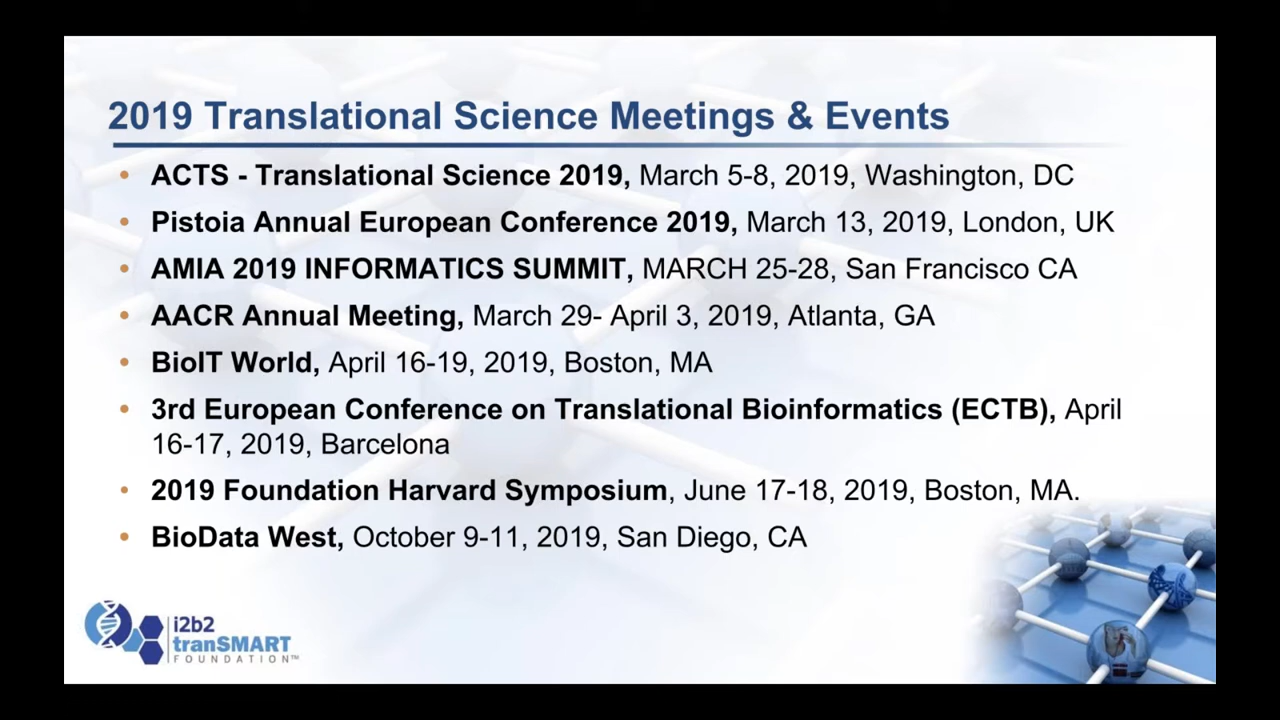 2019 Translational Science Meetings & Events
• ACTS - Translational Science 2019, March 5-8, 2019, Washington, DC
• Pistoia Annual European Conference 2019, March 13, 2019, London, UK
• AMIA 2019 INFORMATICS SUMMIT, MARCH 25-28, San Francisco CA
• AACR Annual Meeting, March 29- April 3, 2019, Atlanta, GA
• BioIT World, April 16-19, 2019, Boston, MA
• 3rd European Conference on Translational Bioinformatics (ECTB), April
16-17, 2019, Barcelona
• 2019 Foundation Harvard Symposium, June 17-18, 2019, Boston, MA.
• BioData West, October 9-11, 2019, San Diego, CA
i2b2
tranSMART
FOUNDATION™